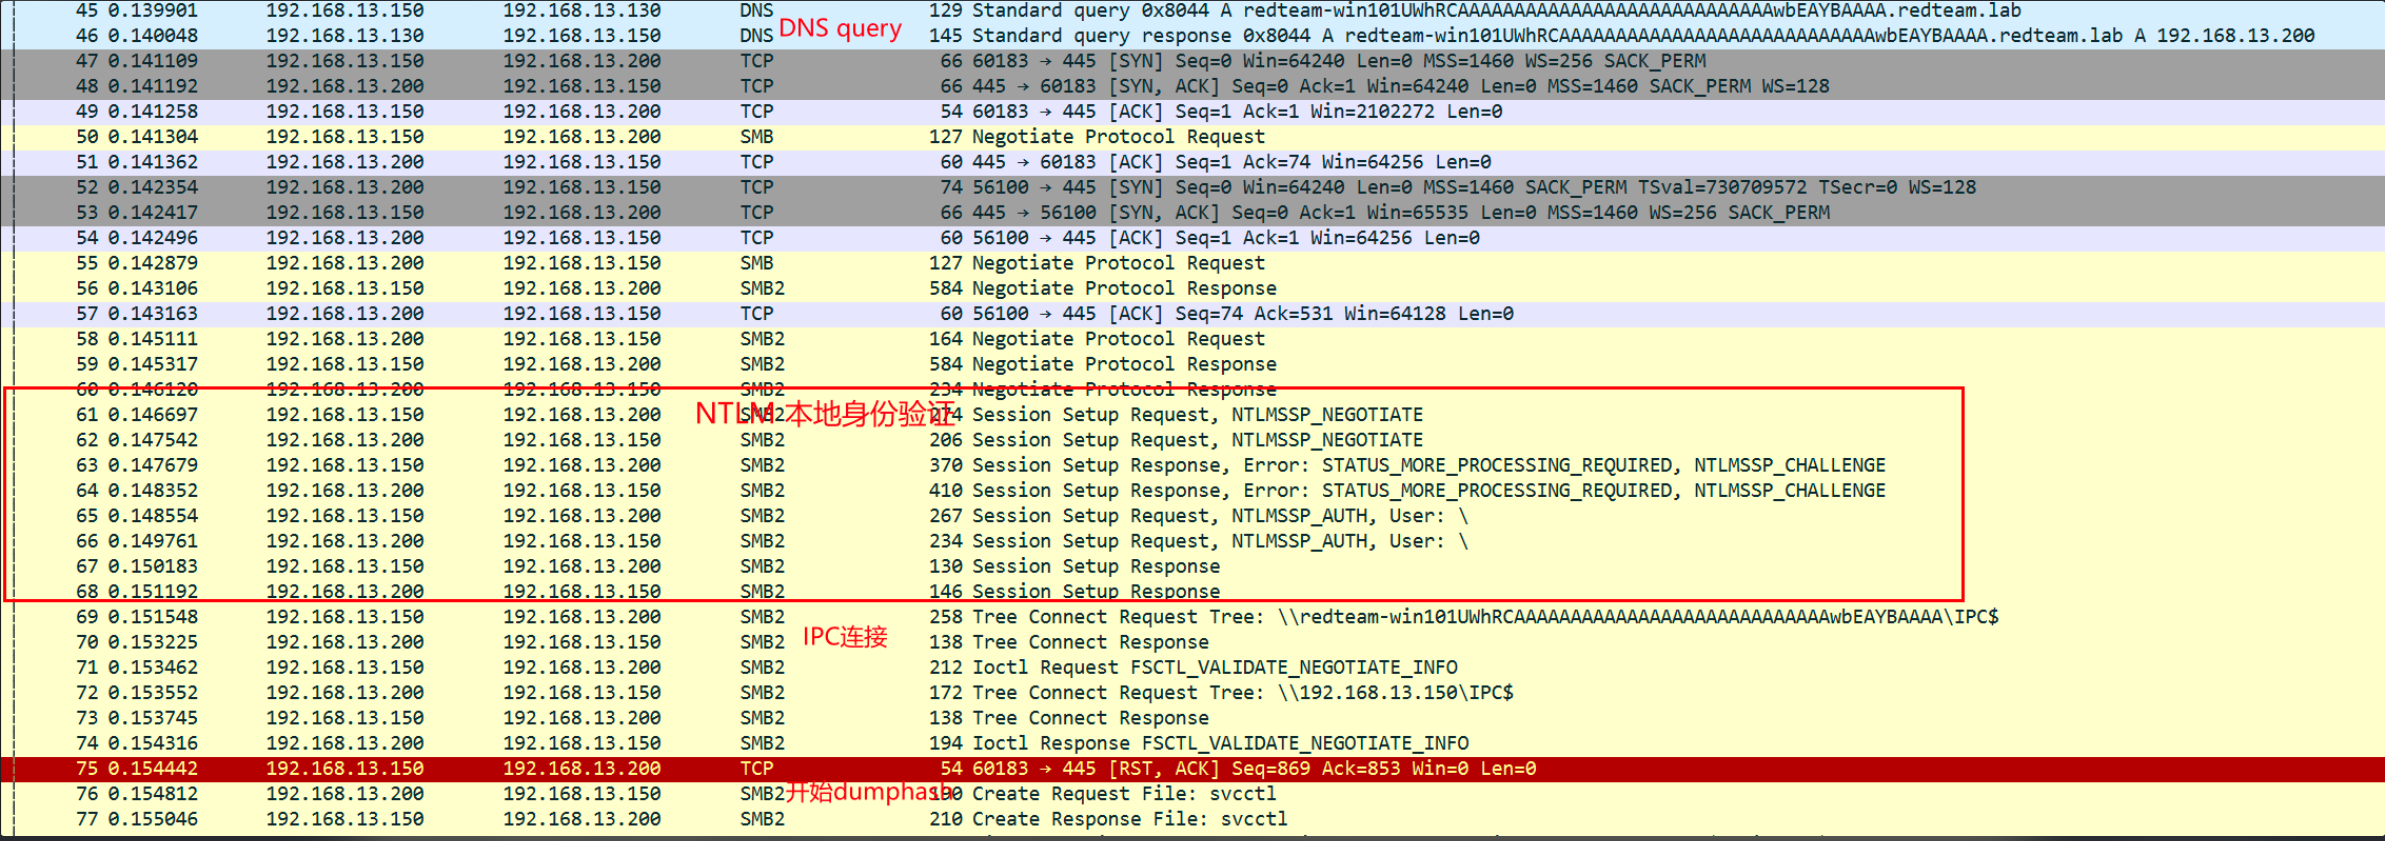 45 0.139901 192.168.13.150 192.168.13.130 DNS 129 Standard query 0x8044 A redteam-win101UWhRCAAAAAAAAAAAAAAAAAAAAAAAAAAAAwbEAYBAAAA.redteam.lab
DNS query
46 0.140048 192.168.13.130 192.168.13.150 DNS 145 Standard query response 0x8044 A redteam-win101UWhRCAAAAAAAAAAAAAAAAAAAAAAAAAAAAwbEAYBAAAA.redteam.lab A 192.168.13.200
47 0.141109 192.168.13.150 192.168.13.200 TCP 66 60183 → 445 [SYN] Seq=0 Win=64240 Len=0 MSS=1460 WS=256 SACK_PERM
48 0.141192 192.168.13.200 192.168.13.150 TCP 66 445 → 60183 [SYN, ACK] Seq=0 Ack=1 Win=64240 Len=0 MSS=1460 SACK_PERM WS=128
49 0.141258 192.168.13.150 192.168.13.200 TCP 54 60183 → 445 [ACK] Seq=1 Ack=1 Win=2102272 Len=0
50 0.141304 192.168.13.150 192.168.13.200 SMB 127 Negotiate Protocol Request
51 0.141362 192.168.13.200 192.168.13.150 TCP 60 445 → 60183 [ACK] Seq=1 Ack=74 Win=64256 Len=0
52 0.142354 192.168.13.200 192.168.13.150 TCP 74 56100 → 445 [SYN] Seq=0 Win=64240 Len=0 MSS=1460 SACK_PERM TSval=730709572 TSecr=0 WS=128
53 0.142417 192.168.13.150 192.168.13.200 TCP 66 445 → 56100 [SYN, ACK] Seq=0 Ack=1 Win=65535 Len=0 MSS=1460 WS=256 SACK_PERM
54 0.142496 192.168.13.200 192.168.13.150 TCP 60 56100 → 445 [ACK] Seq=1 Ack=1 Win=64256 Len=0
55 0.142879 192.168.13.200 192.168.13.150 SMB 127 Negotiate Protocol Request
56 0.143106 192.168.13.150 192.168.13.200 SMB2 584 Negotiate Protocol Response
57 0.143163 192.168.13.200 192.168.13.150 TCP 60 56100 → 445 [ACK] Seq=74 Ack=531 Win=64128 Len=0
58 0.145111 192.168.13.200 192.168.13.150 SMB2 164 Negotiate Protocol Request
59 0.145317 192.168.13.150 192.168.13.200 SMB2 584 Negotiate Protocol Response
60 0.146120 192.168.13.200 192.168.13.150 SMB2 234 Negotiate Protocol Response
61 0.146697 192.168.13.150 192.168.13.200 SMB2 274 Session Setup Request, NTLMSSP_NEGOTIATE
NTLM 本地身份验证
62 0.147542 192.168.13.200 192.168.13.150 SMB2 206 Session Setup Request, NTLMSSP_NEGOTIATE
63 0.147679 192.168.13.150 192.168.13.200 SMB2 370 Session Setup Response, Error: STATUS_MORE_PROCESSING_REQUIRED, NTLMSSP_CHALLENGE
64 0.148352 192.168.13.200 192.168.13.150 SMB2 410 Session Setup Response, Error: STATUS_MORE_PROCESSING_REQUIRED, NTLMSSP_CHALLENGE
65 0.148554 192.168.13.150 192.168.13.200 SMB2 267 Session Setup Request, NTLMSSP_AUTH, User: \
66 0.149761 192.168.13.200 192.168.13.150 SMB2 234 Session Setup Request, NTLMSSP_AUTH, User: \
67 0.150183 192.168.13.150 192.168.13.200 SMB2 130 Session Setup Response
68 0.151192 192.168.13.200 192.168.13.150 SMB2 146 Session Setup Response
69 0.151548 192.168.13.150 192.168.13.200 SMB2 258 Tree Connect Request Tree: \\redteam-win101UWhRCAAAAAAAAAAAAAAAAAAAAAAAAAAAAwbEAYBAAAA\IPC$
IPC连接
70 0.153225 192.168.13.200 192.168.13.150 SMB2 138 Tree Connect Response
71 0.153462 192.168.13.150 192.168.13.200 SMB2 212 Ioctl Request FSCTL_VALIDATE_NEGOTIATE_INFO
72 0.153552 192.168.13.200 192.168.13.150 SMB2 172 Tree Connect Request Tree: \\192.168.13.150\IPC$
73 0.153745 192.168.13.150 192.168.13.200 SMB2 138 Tree Connect Response
74 0.154316 192.168.13.200 192.168.13.150 SMB2 194 Ioctl Response FSCTL_VALIDATE_NEGOTIATE_INFO
75 0.154442 192.168.13.150 192.168.13.200 TCP 54 60183 → 445 [RST, ACK] Seq=869 Ack=853 Win=0 Len=0
开始dumphash
76 0.154812 192.168.13.200 192.168.13.150 SMB2 190 Create Request File: svcctl
77 0.155046 192.168.13.150 192.168.13.200 SMB2 210 Create Response File: svcctl